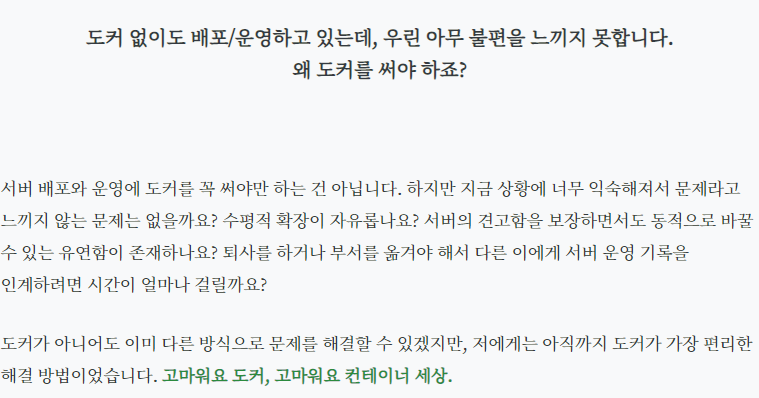 도커 없이도 배포/운영하고 있는데, 우린 아무 불편을 느끼지 못합니다.
왜 도커를 써야 하죠?
서버 배포와 운영에 도커를 꼭 써야만 하는 건 아닙니다. 하지만 지금 상황에 너무 익숙해져서 문제라고
느끼지 않는 문제는 없을까요? 수평적 확장이 자유롭나요? 서버의 견고함을 보장하면서도 동적으로 바꿀
수 있는 유연함이 존재하나요? 퇴사를 하거나 부서를 옮겨야 해서 다른 이에게 서버 운영 기록을
인계하려면 시간이 얼마나 걸릴까요?
도커가 아니어도 이미 다른 방식으로 문제를 해결할 수 있겠지만, 저에게는 아직까지 도커가 가장 편리한
해결 방법이었습니다. 고마워요 도커, 고마워요 컨테이너 세상.